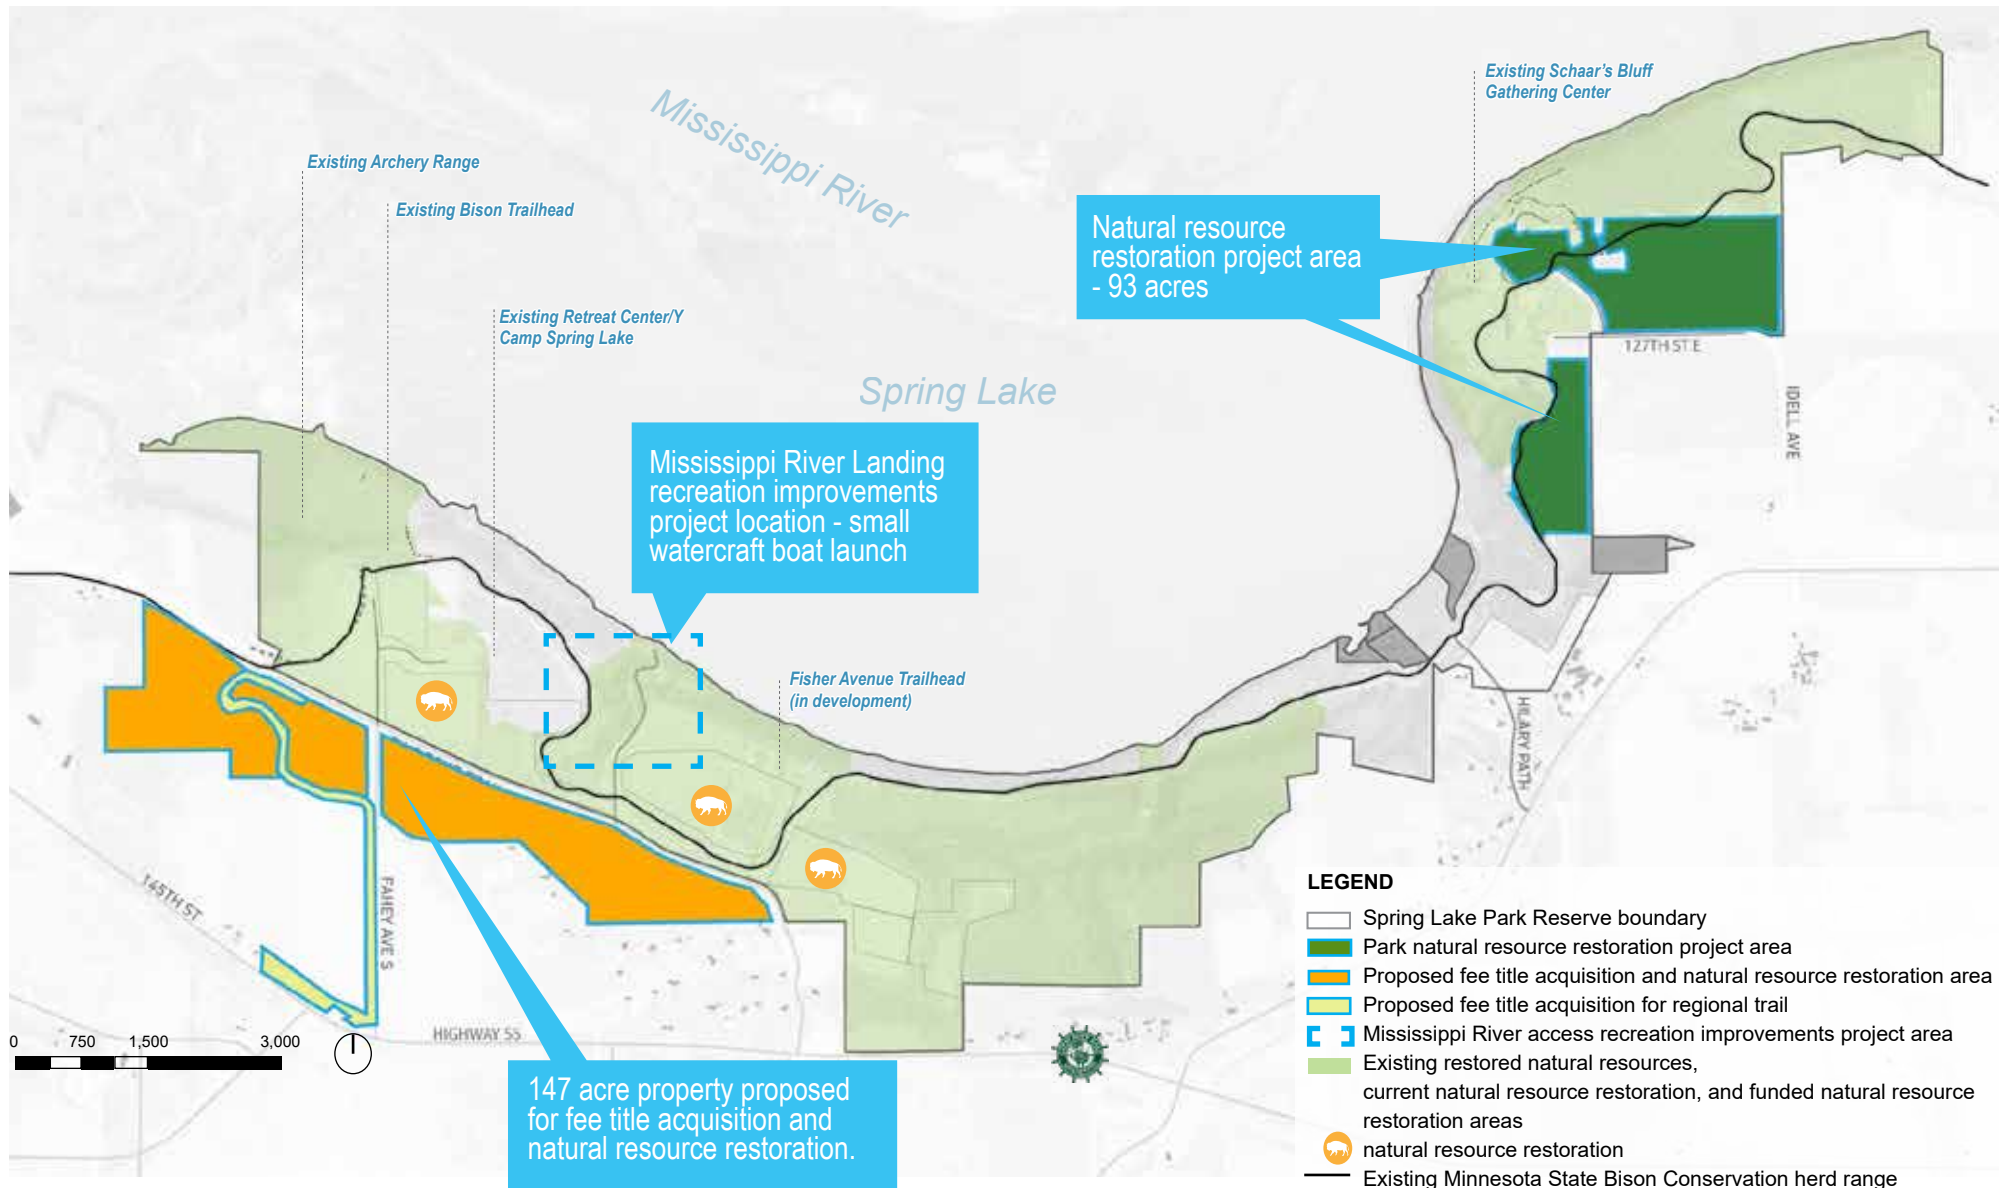 Mississippi River
Existing Schaar's Bluff
Gathering Center
Existing Archery Range
Existing Bison Trailhead
Natural resource
restoration project area
- 93 acres
Existing Retreat Center/Y
Camp Spring Lake
127TH ST E
Spring Lake
IDELL AVE
Mississippi River Landing
recreation improvements
project location - small
watercraft boat launch
Fisher Avenue Trailhead
(in development)
HILARY PATH
145TH ST
FAHEY AVE S
HIGHWAY 55
0 750 1,500 3,000
147 acre property proposed
for fee title acquisition and
natural resource restoration.
LEGEND
Spring Lake Park Reserve boundary
Park natural resource restoration project area
Proposed fee title acquisition and natural resource restoration area
Proposed fee title acquisition for regional trail
Mississippi River access recreation improvements project area
Existing restored natural resources,
current natural resource restoration, and funded natural resource
restoration areas
natural resource restoration
Existing Minnesota State Bison Conservation herd range